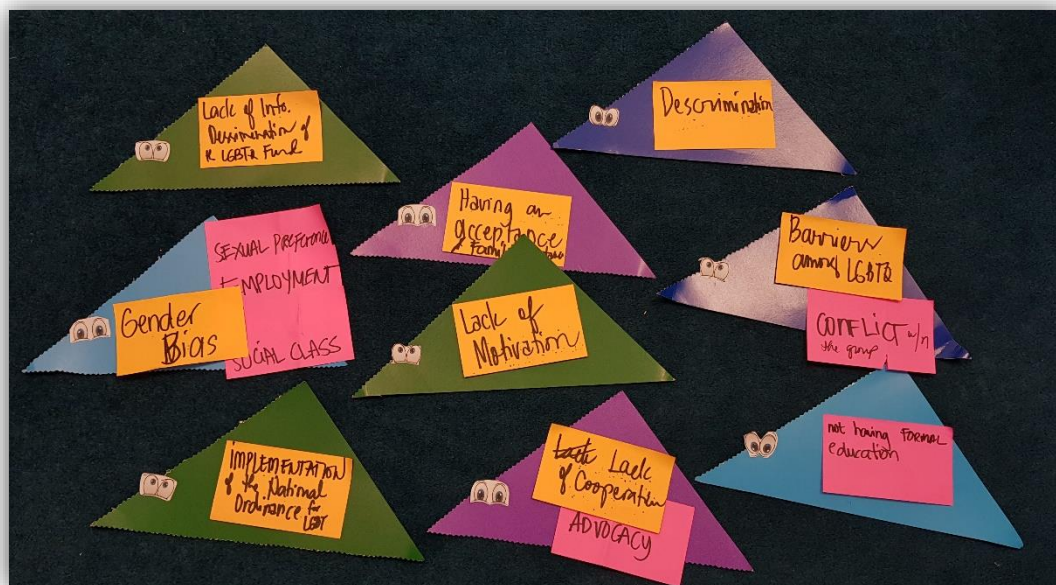 Lack of Info.
Dessimination of
LGBTQ Fund
Descrimination
Having an
acceptance
Family
SEXUAL PREFERENCE
EMPLOYMENT
SOCIAL CLASS
Gender
Bias
Lack of
Motivation
Barriers
among LGBTQ
CONFLICT w/n
the group
IMPLEMENTATION
of the National
Ordinance for
LGBT
Lack
of Cooperation
ADVOCACY
not having FORMAL
education